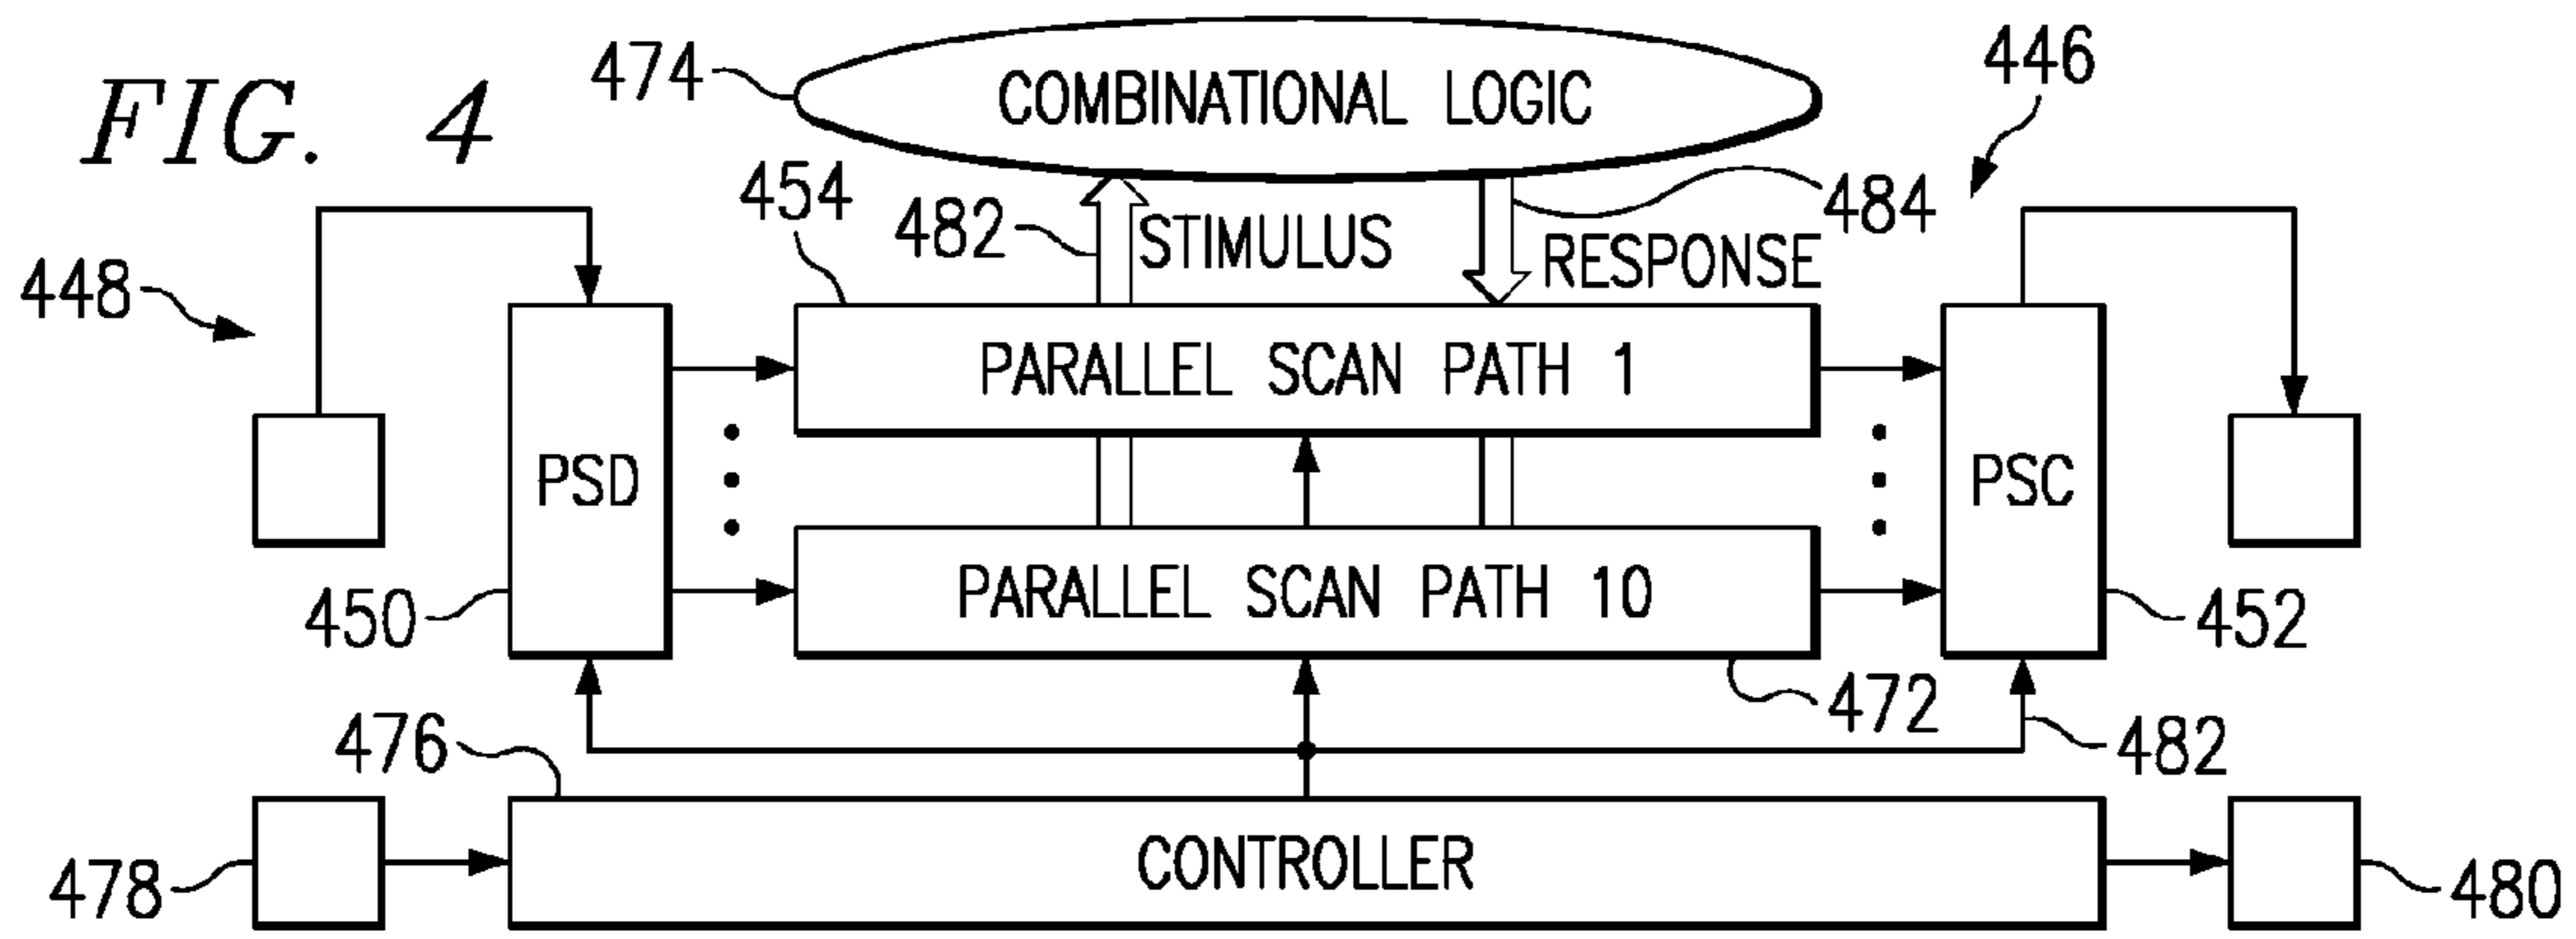 FIG. 4
474
COMBINATIONAL LOGIC
446
454
482
STIMULUS
484
RESPONSE
448
PARALLEL SCAN PATH 1
PSD
PSC
PARALLEL SCAN PATH 10
450
452
472
476
482
CONTROLLER
478
480